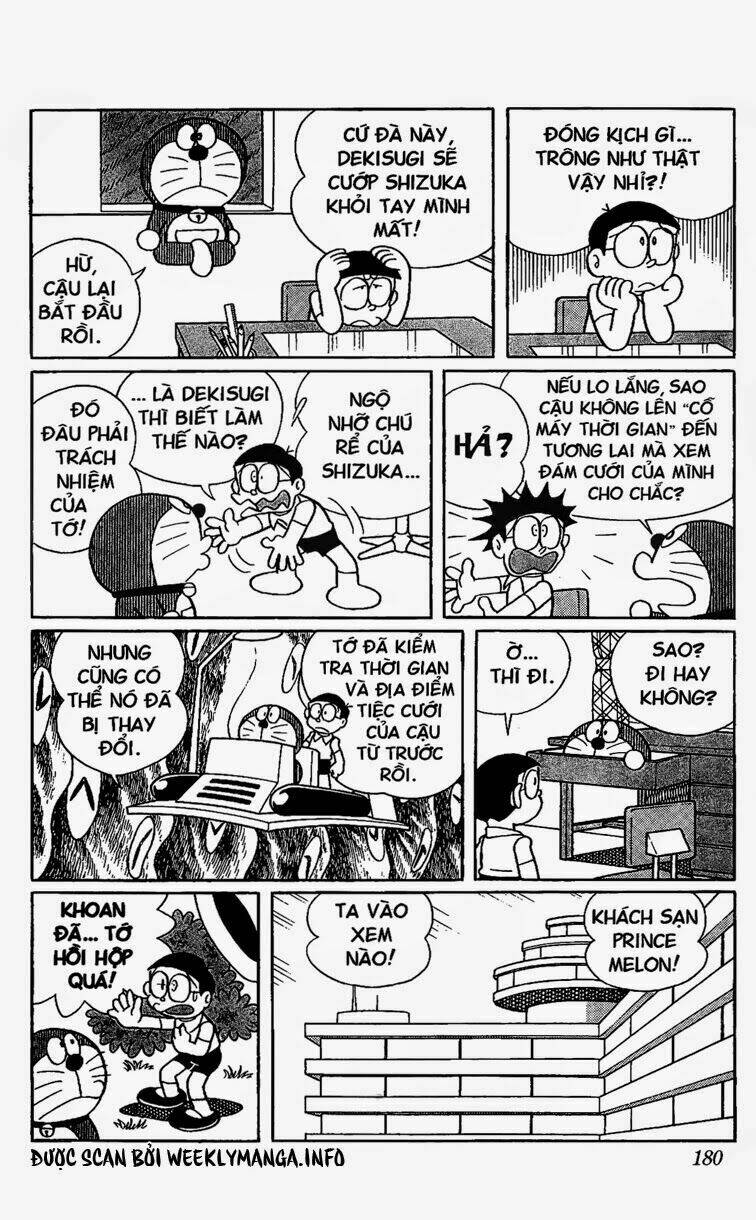 ĐÓNG KỊCH GÌ...
TRÔNG NHƯ THẬT
VẬY NHỈ?!
CỨ ĐÀ NÀY,
DEKISUGI SẼ
CƯỚP SHIZUKA
KHỎI TAY MÌNH
MẤT!
HỪ,
CẬU LẠI
BẮT ĐẦU
RỒI.
NẾU LO LẮNG, SAO
CẬU KHÔNG LÊN “CỖ
MÁY THỜI GIAN” ĐẾN
TƯƠNG LAI MÀ XEM
ĐÁM CƯỚI CỦA MÌNH
CHO CHẮC?
HẢ?
NGỘ
NHỠ CHÚ
RỂ CỦA
SHIZUKA...
... LÀ DEKISUGI
THÌ BIẾT LÀM
THẾ NÀO?
ĐÓ
ĐÂU PHẢI
TRÁCH
NHIỆM
CỦA
TỚ!
SAO?
ĐI HAY
KHÔNG?
Ờ...
THÌ ĐI.
TỚ ĐÃ KIỂM
TRA THỜI GIAN
VÀ ĐỊA ĐIỂM
TIỆC CƯỚI
CỦA CẬU
TỪ TRƯỚC
RỒI.
NHƯNG
CŨNG CÓ
THỂ NÓ ĐÃ
BỊ THAY
ĐỔI.
KHÁCH SẠN
PRINCE
MELON!
TA VÀO
XEM
NÀO!
KHOAN
ĐÃ... TỚ
HỒI HỘP
QUÁ!
ĐƯỢC SCAN BỞI WEEKLYMANGA.INFO
180